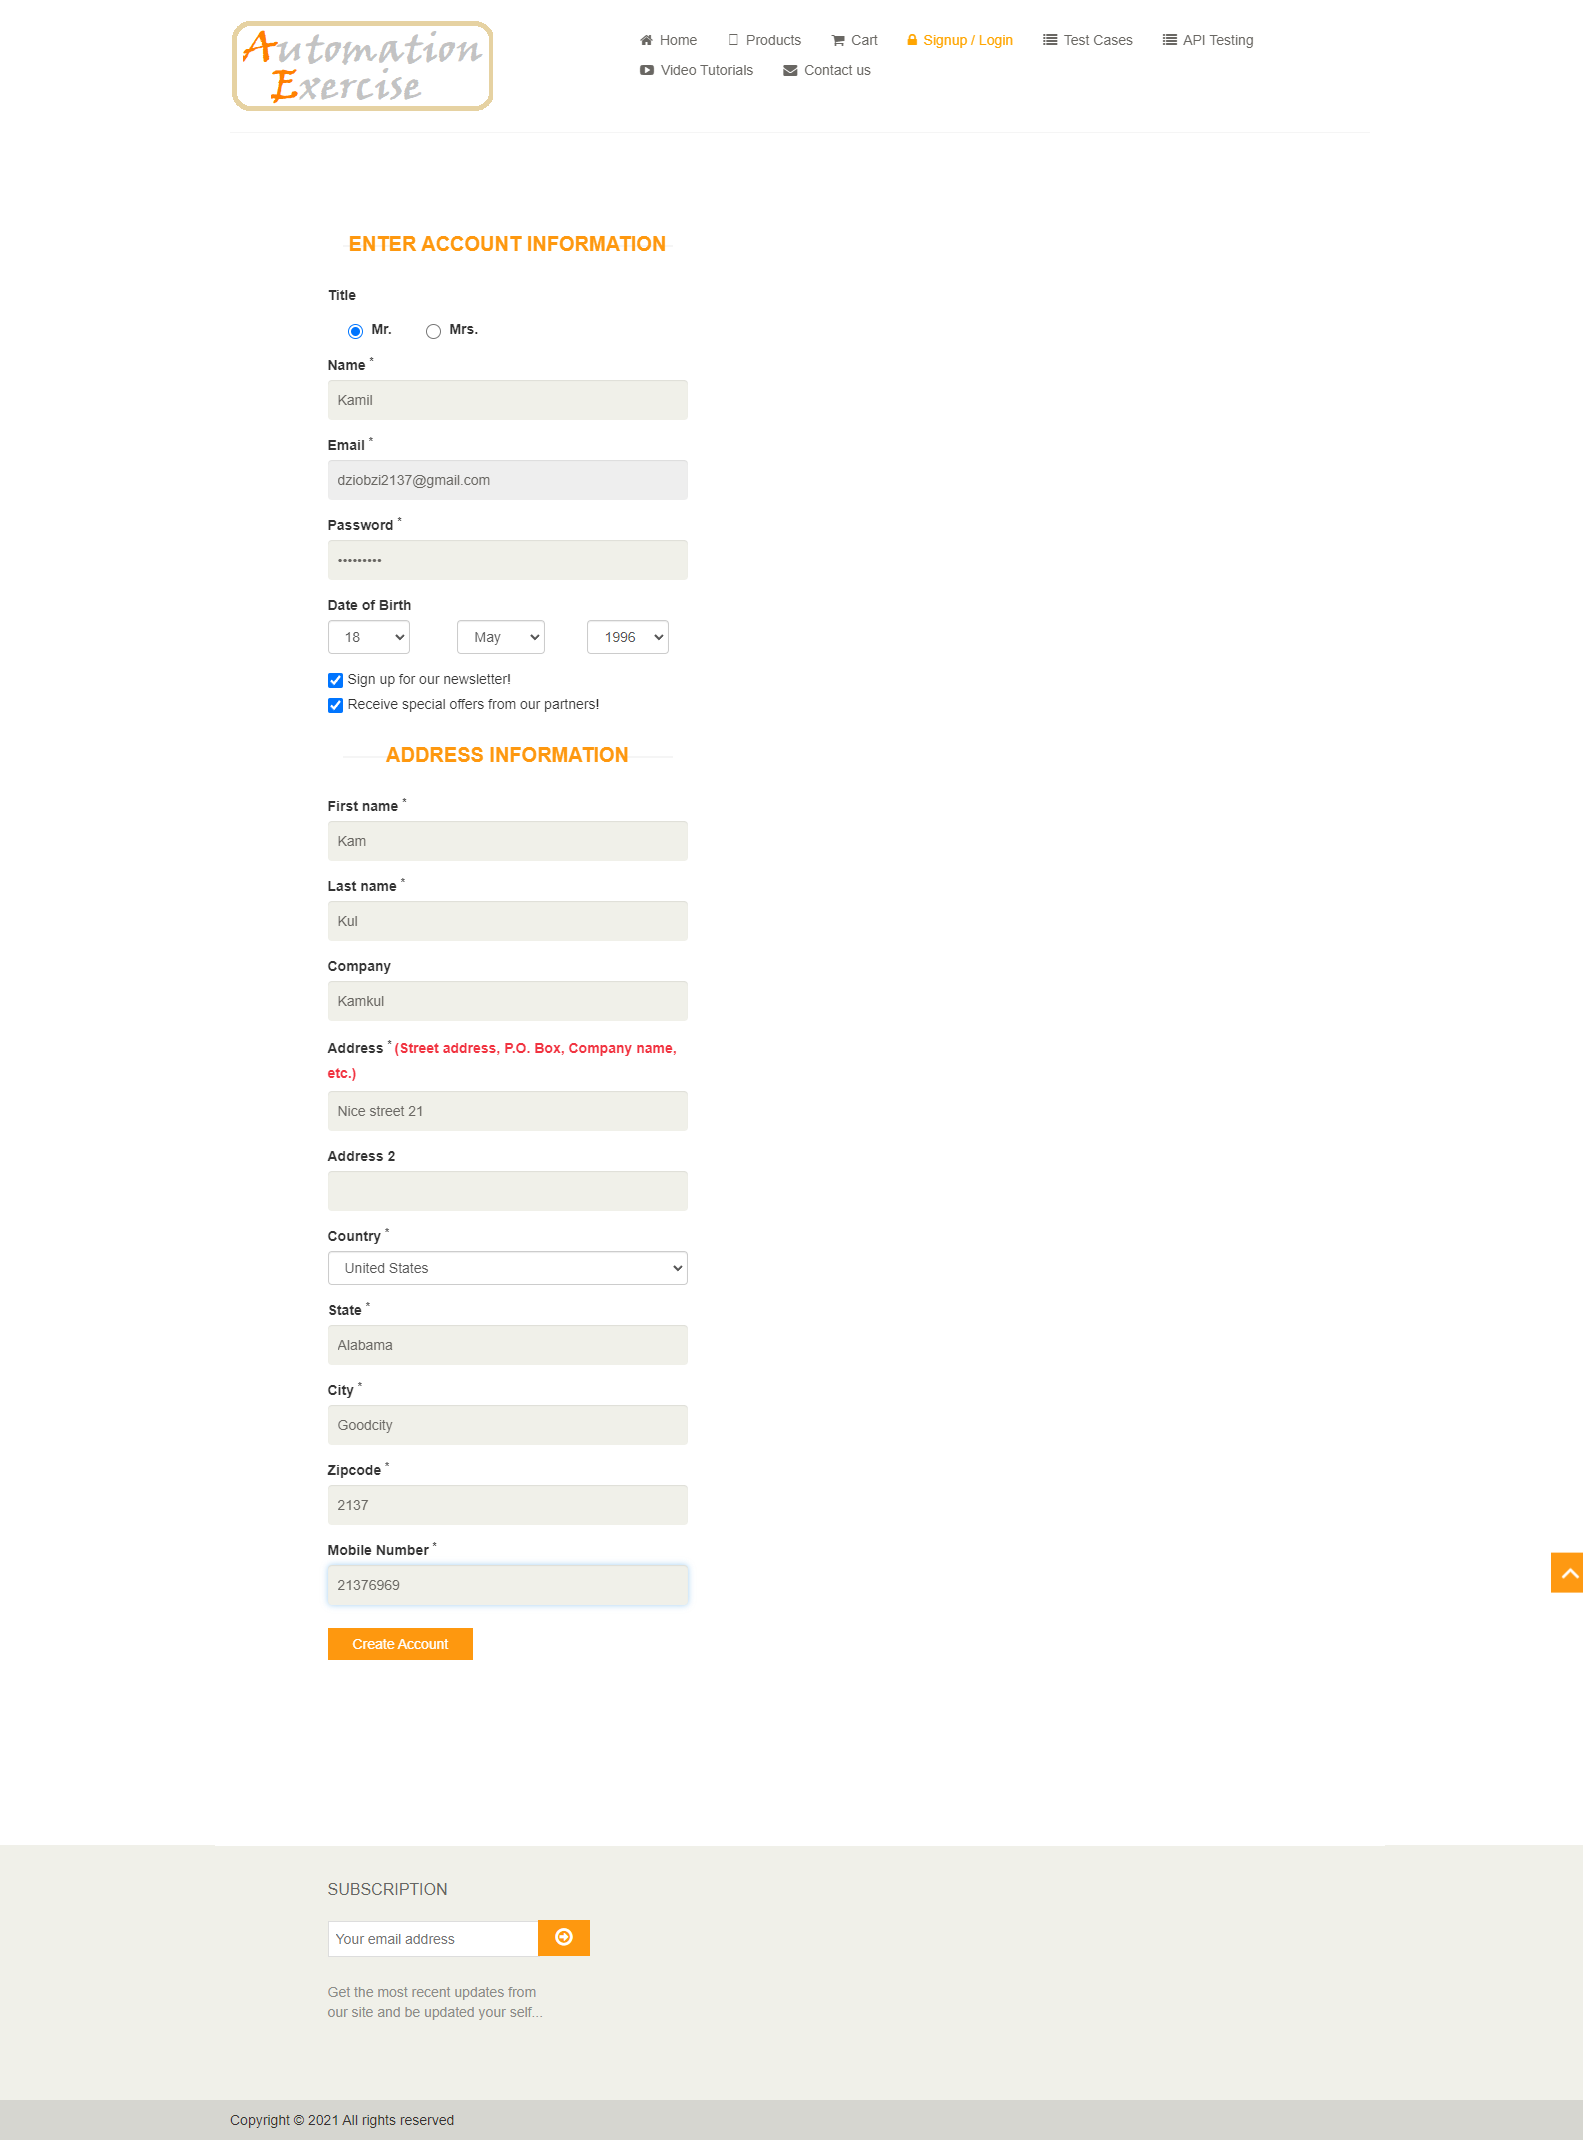 Automation
Exercise
Home
Products
Cart
Signup / Login
Test Cases
API Testing
Video Tutorials
Contact us
ENTER ACCOUNT INFORMATION
Title
Mr.
Mrs.
Name *
Kamil
Email *
dziobzi2137@gmail.com
Password *
•••••••••
Date of Birth
18
May
1996
Sign up for our newsletter!
Receive special offers from our partners!
ADDRESS INFORMATION
First name *
Kam
Last name *
Kul
Company
Kamkul
Address * (Street address, P.O. Box, Company name,
etc.)
Nice street 21
Address 2
Country *
United States
State *
Alabama
City *
Goodcity
Zipcode *
2137
Mobile Number *
21376969
Create Account
SUBSCRIPTION
Your email address
Get the most recent updates from
our site and be updated your self...
Copyright © 2021 All rights reserved